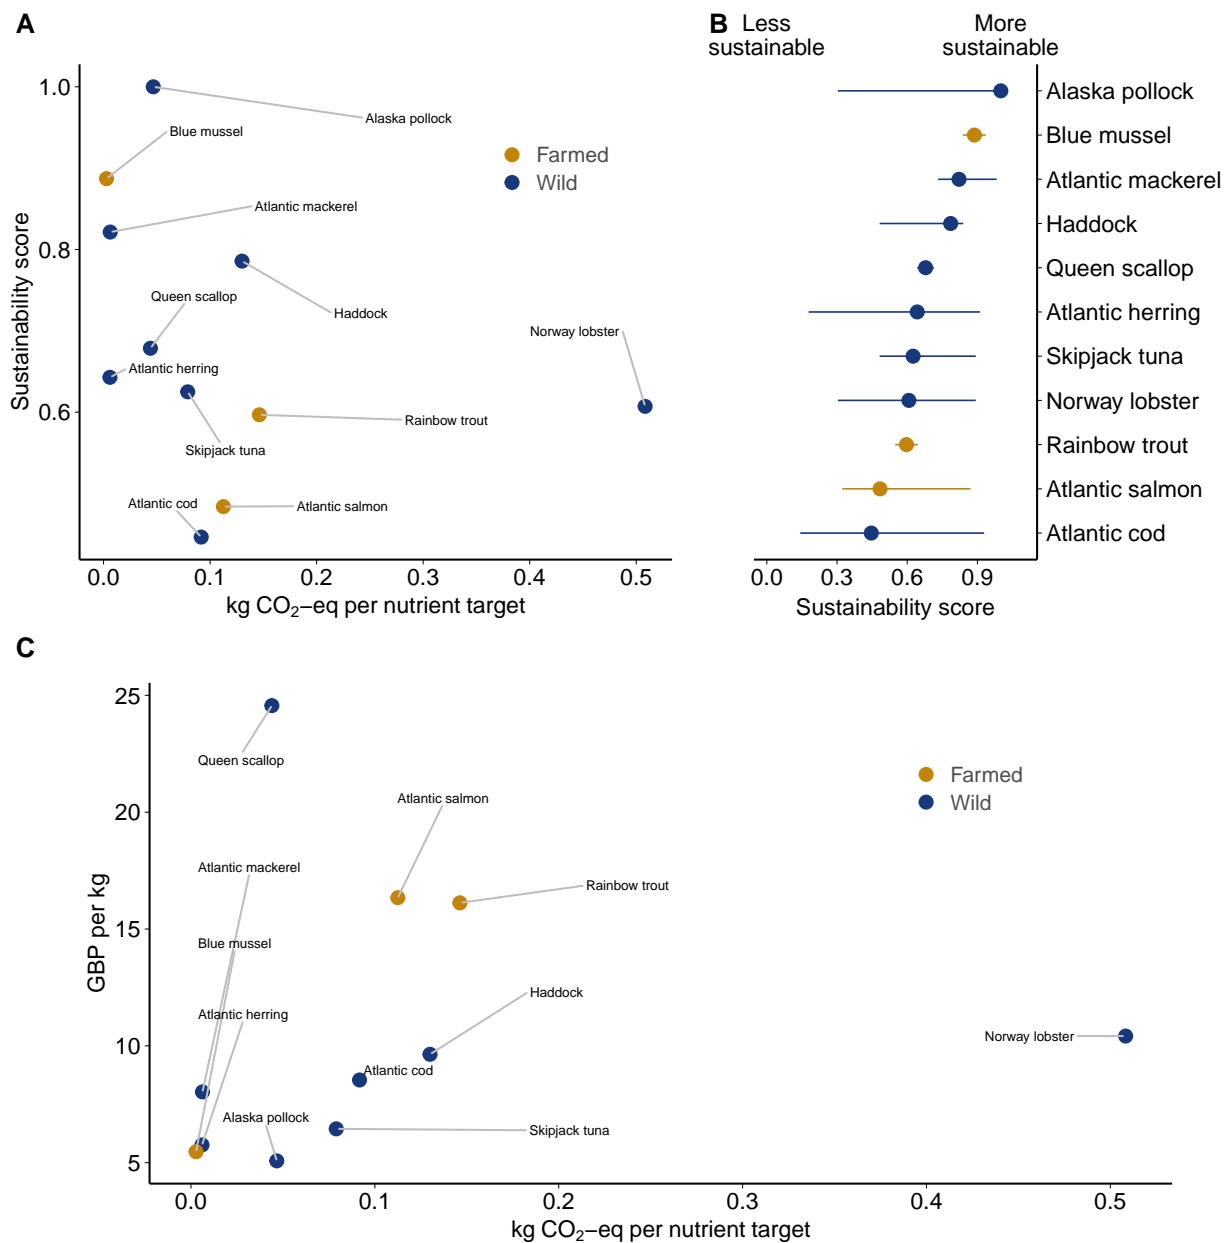 A
1.0
0.8
0.6
Sustainability score
Alaska pollock
Blue mussel
Farmed
Wild
Atlantic mackerel
Queen scallop
Haddock
Norway lobster
Atlantic herring
Rainbow trout
Skipjack tuna
Atlantic cod
Atlantic salmon
0.0 0.1 0.2 0.3 0.4 0.5
kg CO₂−eq per nutrient target
B
Less
sustainable
More
sustainable
Alaska pollock
Blue mussel
Atlantic mackerel
Haddock
Queen scallop
Atlantic herring
Skipjack tuna
Norway lobster
Rainbow trout
Atlantic salmon
Atlantic cod
0.0 0.3 0.6 0.9
Sustainability score
C
25
20
15
10
5
GBP per kg
Queen scallop
Farmed
Wild
Atlantic salmon
Atlantic mackerel
Rainbow trout
Blue mussel
Haddock
Atlantic herring
Norway lobster
Atlantic cod
Alaska pollock
Skipjack tuna
0.0 0.1 0.2 0.3 0.4 0.5
kg CO₂−eq per nutrient target